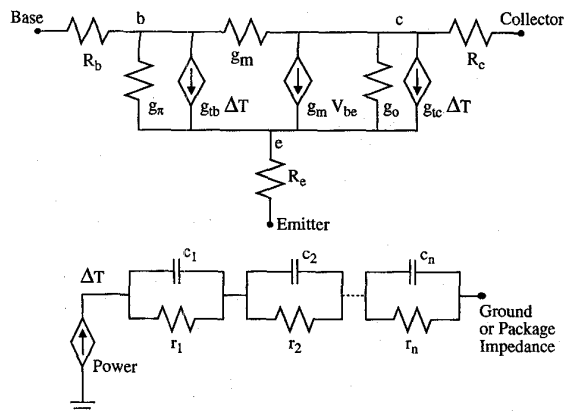 Base
b
c
Collector
R_b
g_m
R_c
g_π
g_tb ΔT
g_m V_be
g_o
g_tc ΔT
e
R_e
Emitter
c_1
c_2
c_n
ΔT
r_1
r_2
r_n
Ground
or Package
Impedance
Power